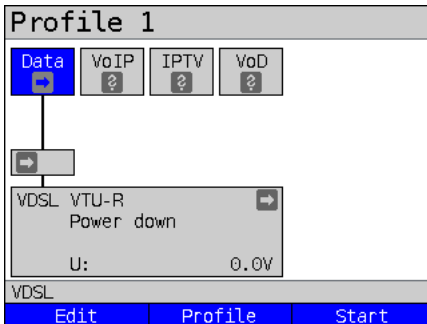 Profile 1
Data VoIP IPTV VoD
? ? ?
VDSL VTU-R
Power down
U: 0.0V
VDSL
Edit Profile Start